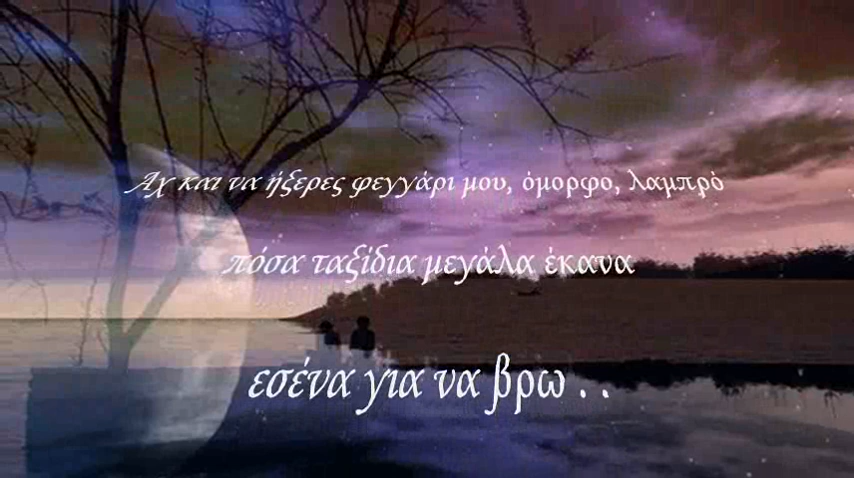 Αχ και να ήξερες φεγγάρι μου, όμορφο, λαμπρό
πόσα ταξίδια μεγάλα έκανα
εσένα για να βρω . .